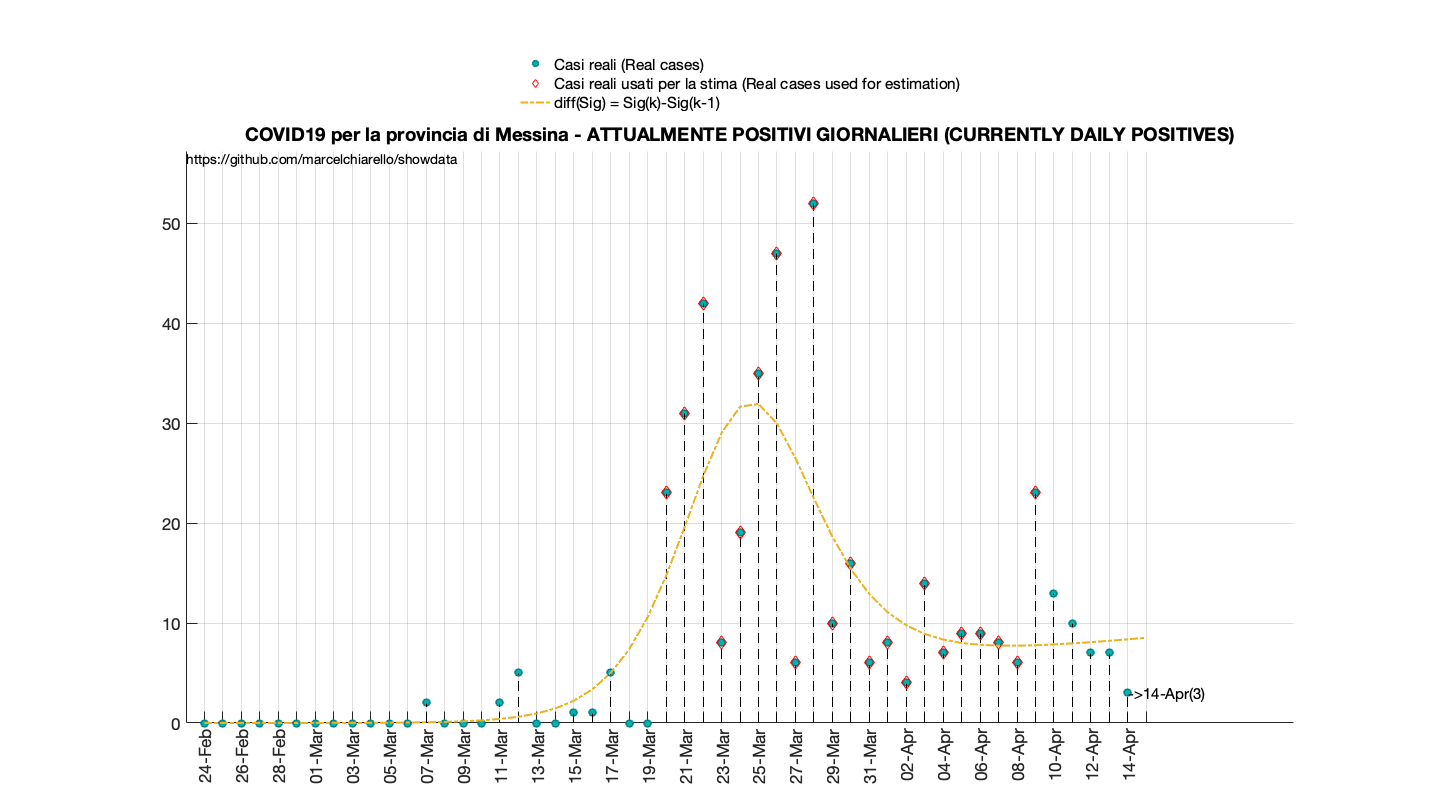 Casi reali (Real cases)
Casi reali usati per la stima (Real cases used for estimation)
diff(Sig) = Sig(k)-Sig(k-1)
COVID19 per la provincia di Messina - ATTUALMENTE POSITIVI GIORNALIERI (CURRENTLY DAILY POSITIVES)
https://github.com/marcelchiarello/showdata
50
40
30
20
10
0
->14-Apr(3)
24-Feb
26-Feb
28-Feb
01-Mar
03-Mar
05-Mar
07-Mar
09-Mar
11-Mar
13-Mar
15-Mar
17-Mar
19-Mar
21-Mar
23-Mar
25-Mar
27-Mar
29-Mar
31-Mar
02-Apr
04-Apr
06-Apr
08-Apr
10-Apr
12-Apr
14-Apr